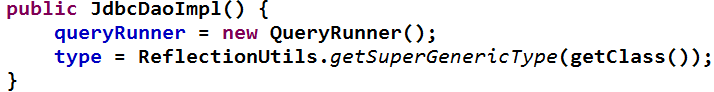 public JdbcDaoImpl() {
    queryRunner = new QueryRunner();
    type = ReflectionUtils.getSuperGenericType(getClass());
}